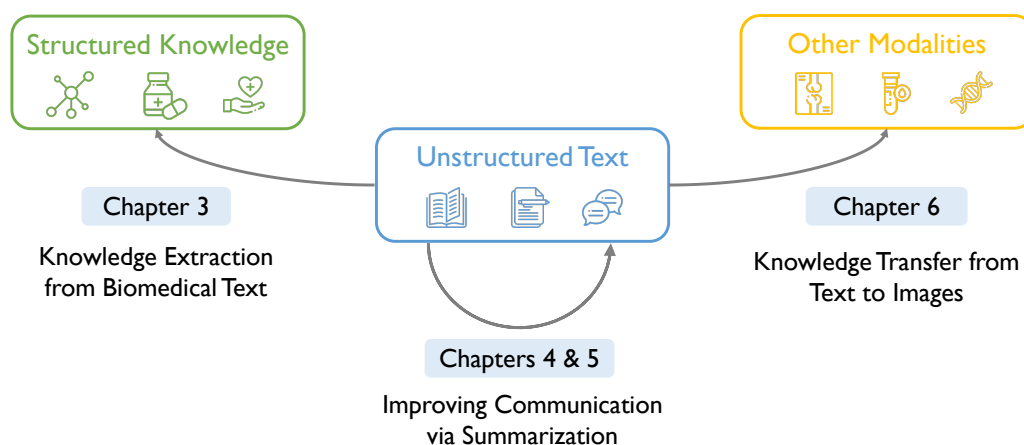 Structured Knowledge
Other Modalities
Unstructured Text
Chapter 3
Knowledge Extraction
from Biomedical Text
Chapter 6
Knowledge Transfer from
Text to Images
Chapters 4 & 5
Improving Communication
via Summarization